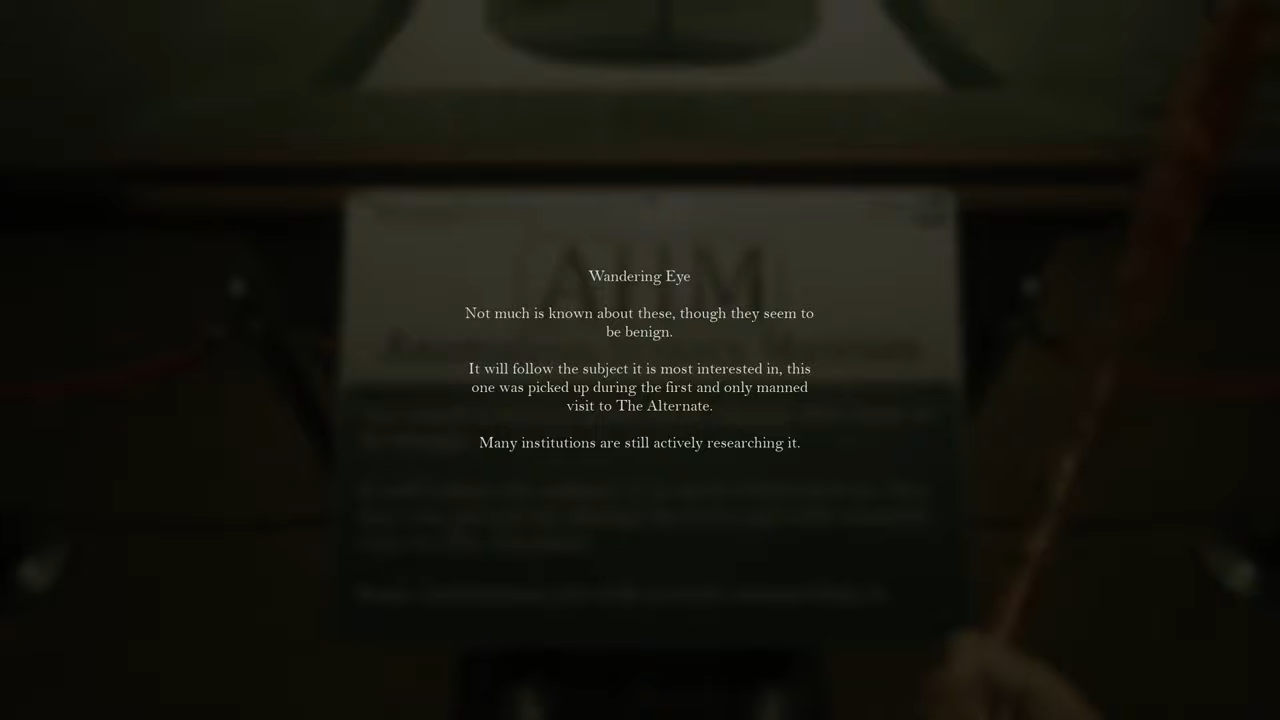 Wandering Eye
Not much is known about these, though they seem to
be benign.
It will follow the subject it is most interested in, this
one was picked up during the first and only manned
visit to The Alternate.
Many institutions are still actively researching it.